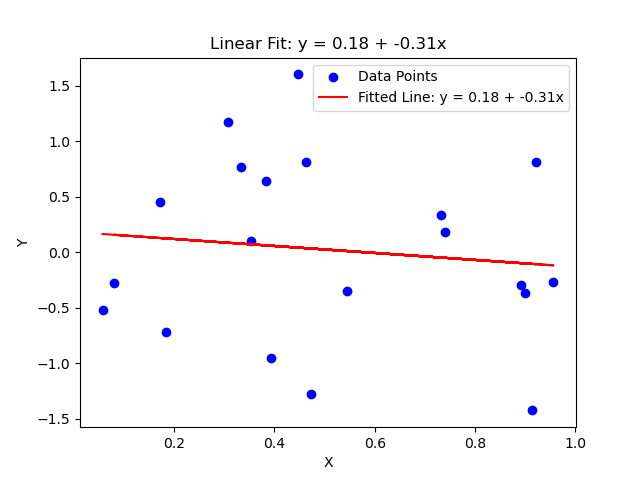 Linear Fit: y = 0.18 + -0.31x
Data Points
Fitted Line: y = 0.18 + -0.31x
Y
1.5
1.0
0.5
0.0
−0.5
−1.0
−1.5
0.2 0.4 0.6 0.8 1.0
X